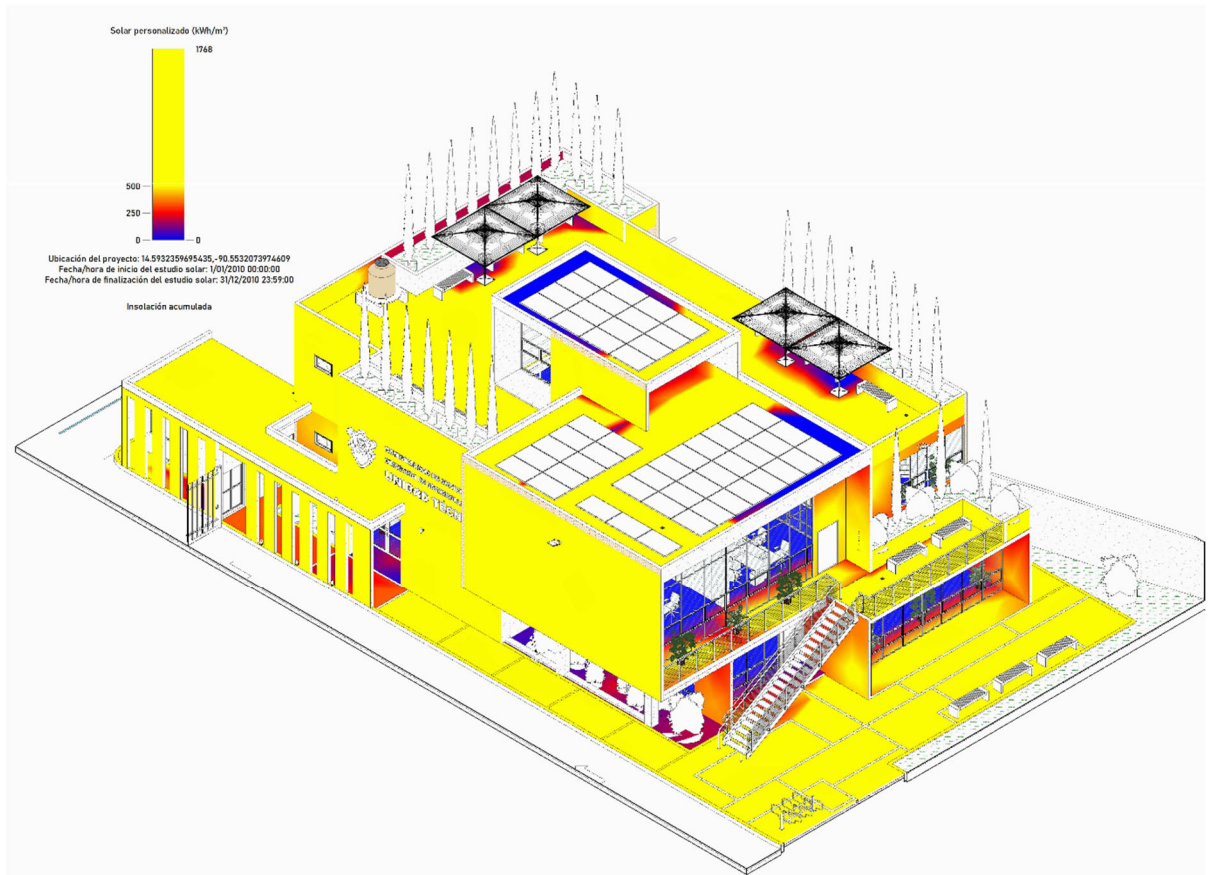 Solar personalizado (kWh/m²)
1768
500
250
0
0
Ubicación del proyecto: 14.5932359695435,-90.5532073974609
Fecha/hora de inicio del estudio solar: 1/01/2010 00:00:00
Fecha/hora de finalización del estudio solar: 31/12/2010 23:59:00
Insolación acumulada